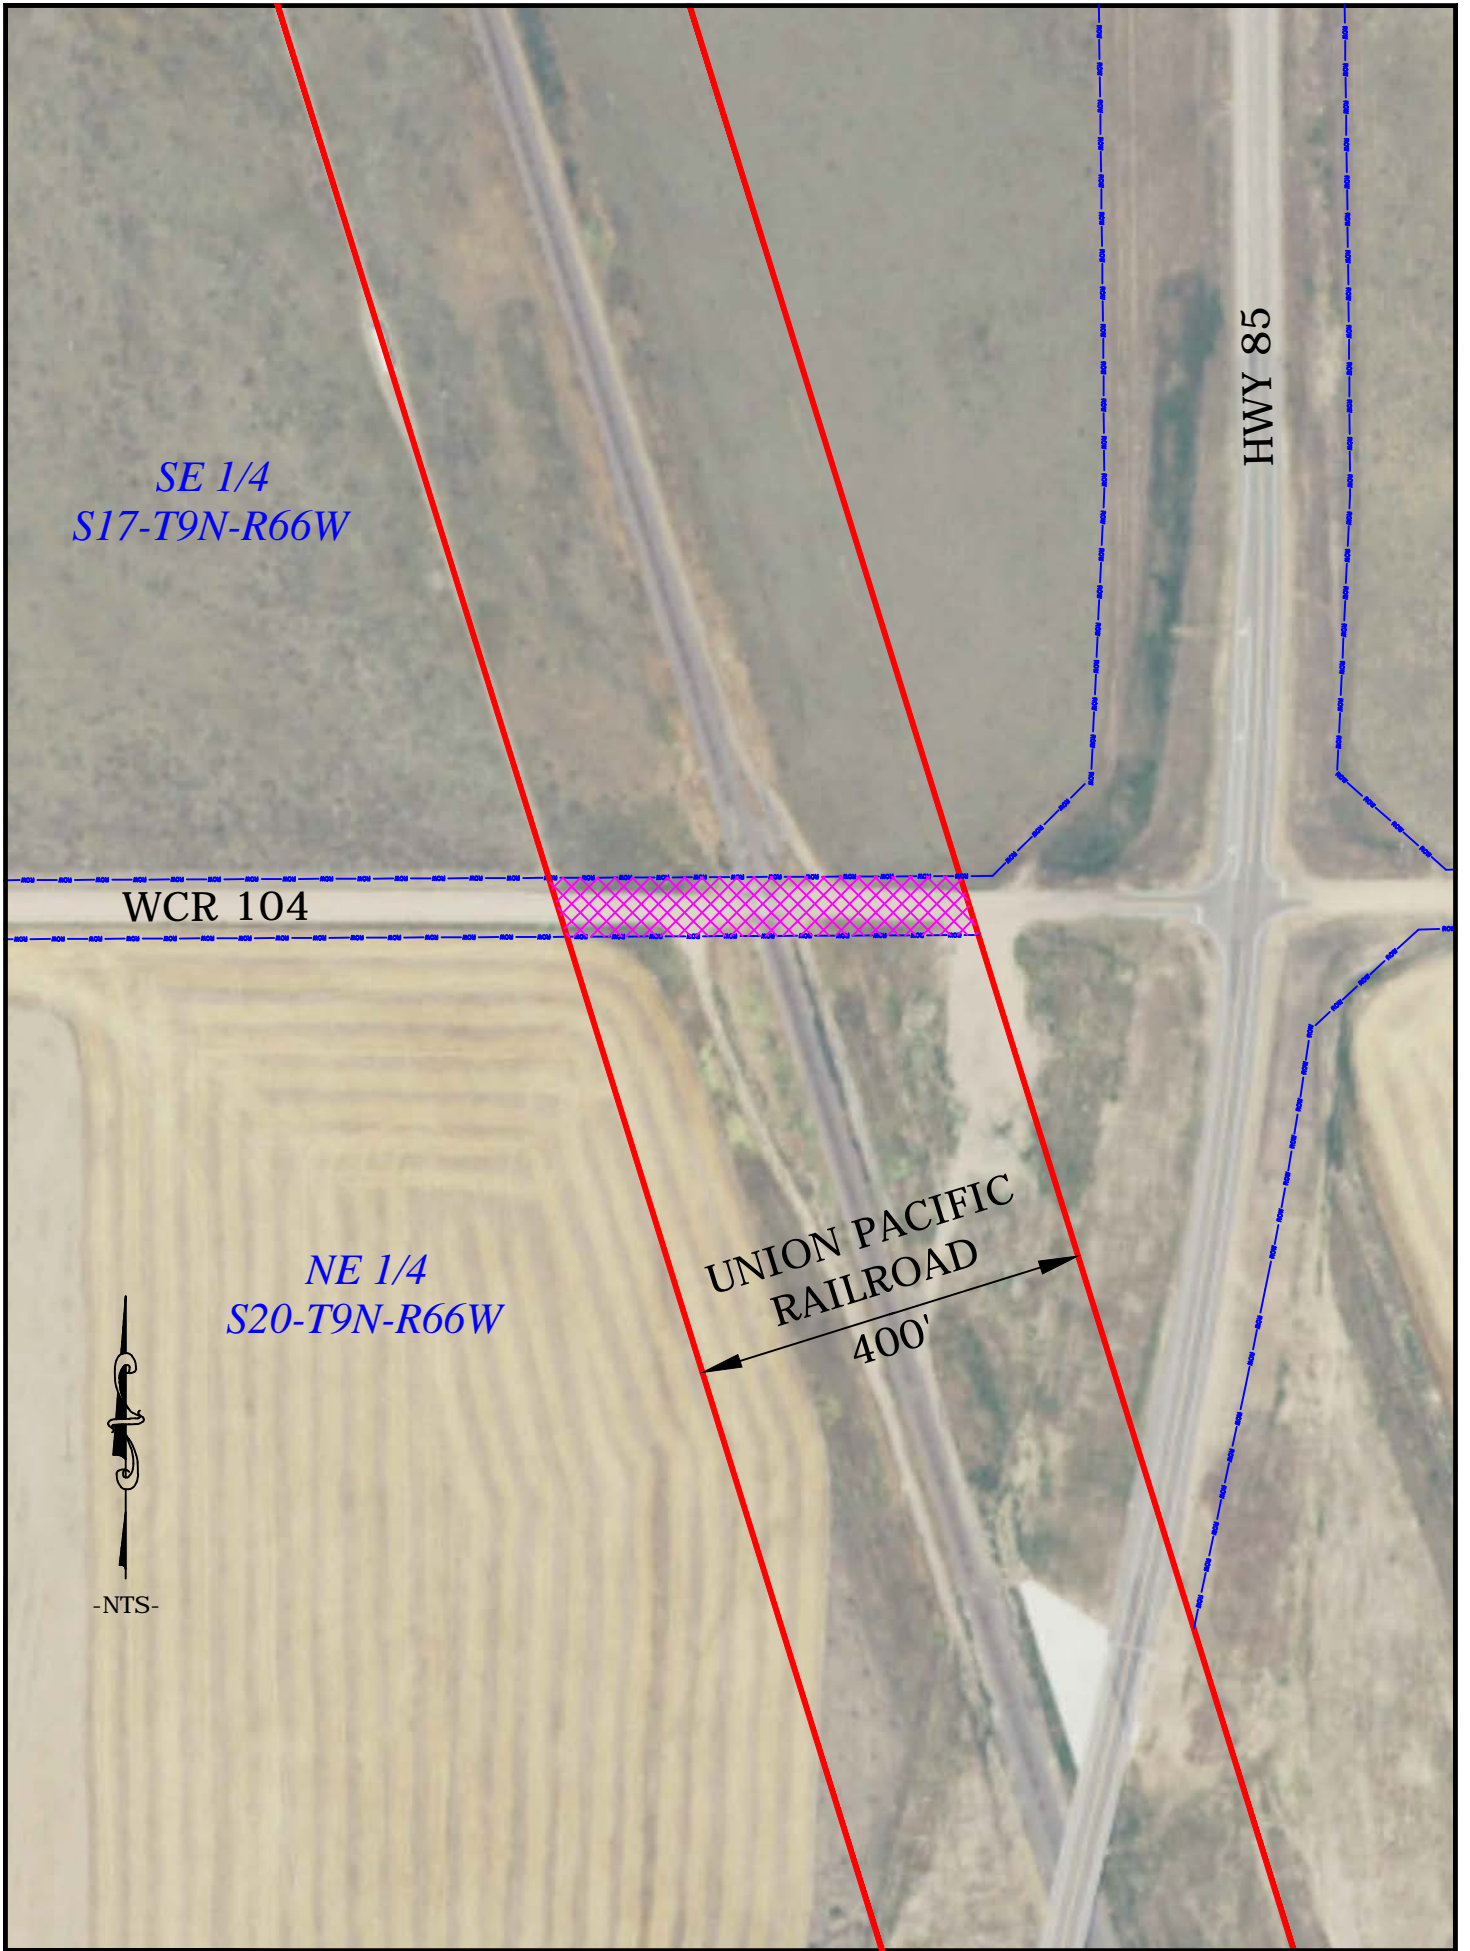 HWY 85
SE 1/4
S17-T9N-R66W
WCR 104
UNION PACIFIC
RAILROAD
400'
NE 1/4
S20-T9N-R66W
-NTS-
ROW